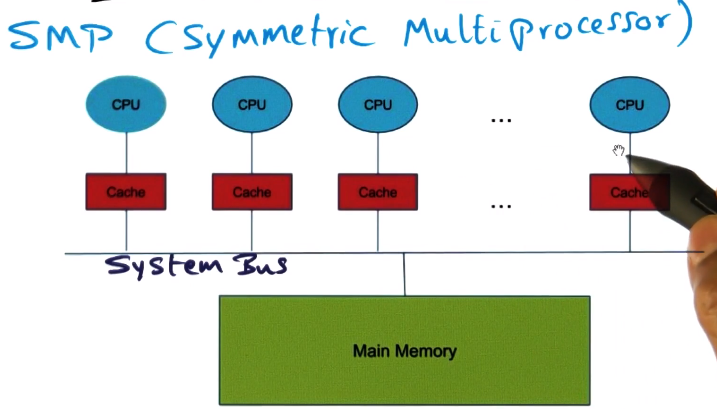 SMP (Symmetric MultiProcessor)
CPU CPU CPU ... CPU
Cache Cache Cache ... Cache
System Bus
Main Memory